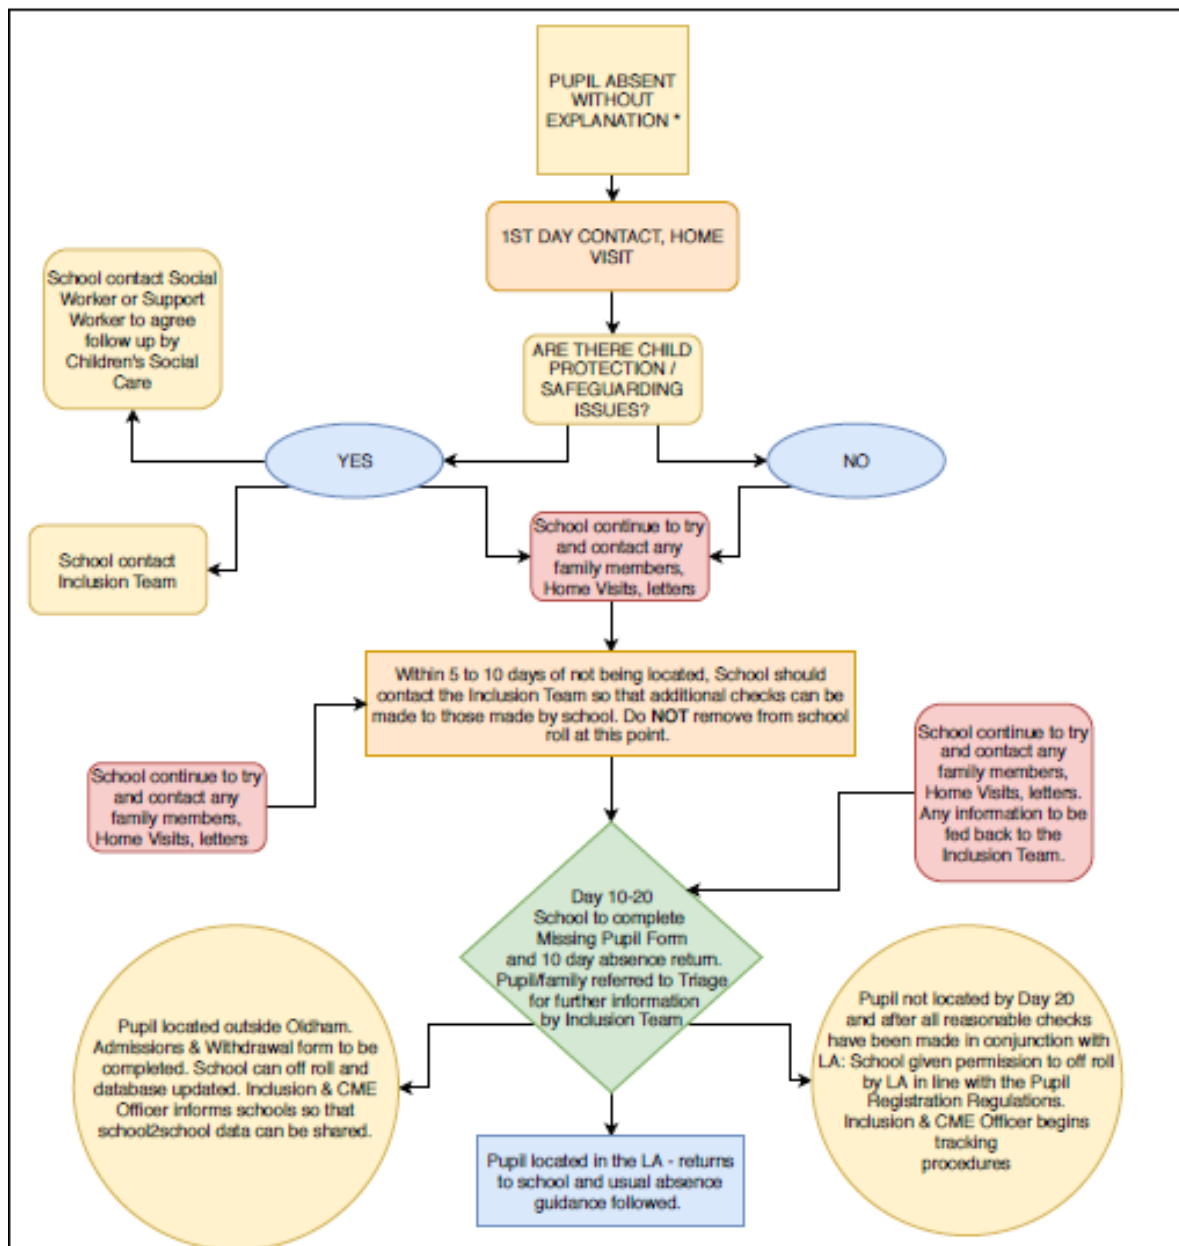 PUPIL ABSENT
WITHOUT
EXPLANATION *
1ST DAY CONTACT, HOME
VISIT
School contact Social
Worker or Support
Worker to agree
follow up by
Children's Social
Care
ARE THERE CHILD
PROTECTION /
SAFEGUARDING
ISSUES?
YES
NO
School contact
Inclusion Team
School continue to try
and contact any
family members,
Home Visits, letters
Within 5 to 10 days of not being located, School should
contact the Inclusion Team so that additional checks can be
made to those made by school. Do NOT remove from school
roll at this point.
School continue to try
and contact any
family members,
Home Visits, letters
School continue to try
and contact any
family members,
Home Visits, letters.
Any information to be
fed back to the
Inclusion Team.
Day 10-20
School to complete
Missing Pupil Form
and 10 day absence return.
Pupil/family referred to Triage
for further information
by Inclusion Team
Pupil located outside Oldham.
Admissions & Withdrawal form to be
completed. School can off roll and
database updated. Inclusion & CME
Officer informs schools so that
school2school data can be shared.
Pupil not located by Day 20
and after all reasonable checks
have been made in conjunction with
LA: School given permission to off roll
by LA in line with the Pupil
Registration Regulations.
Inclusion & CME Officer begins
tracking
procedures
Pupil located in the LA - returns
to school and usual absence
guidance followed.